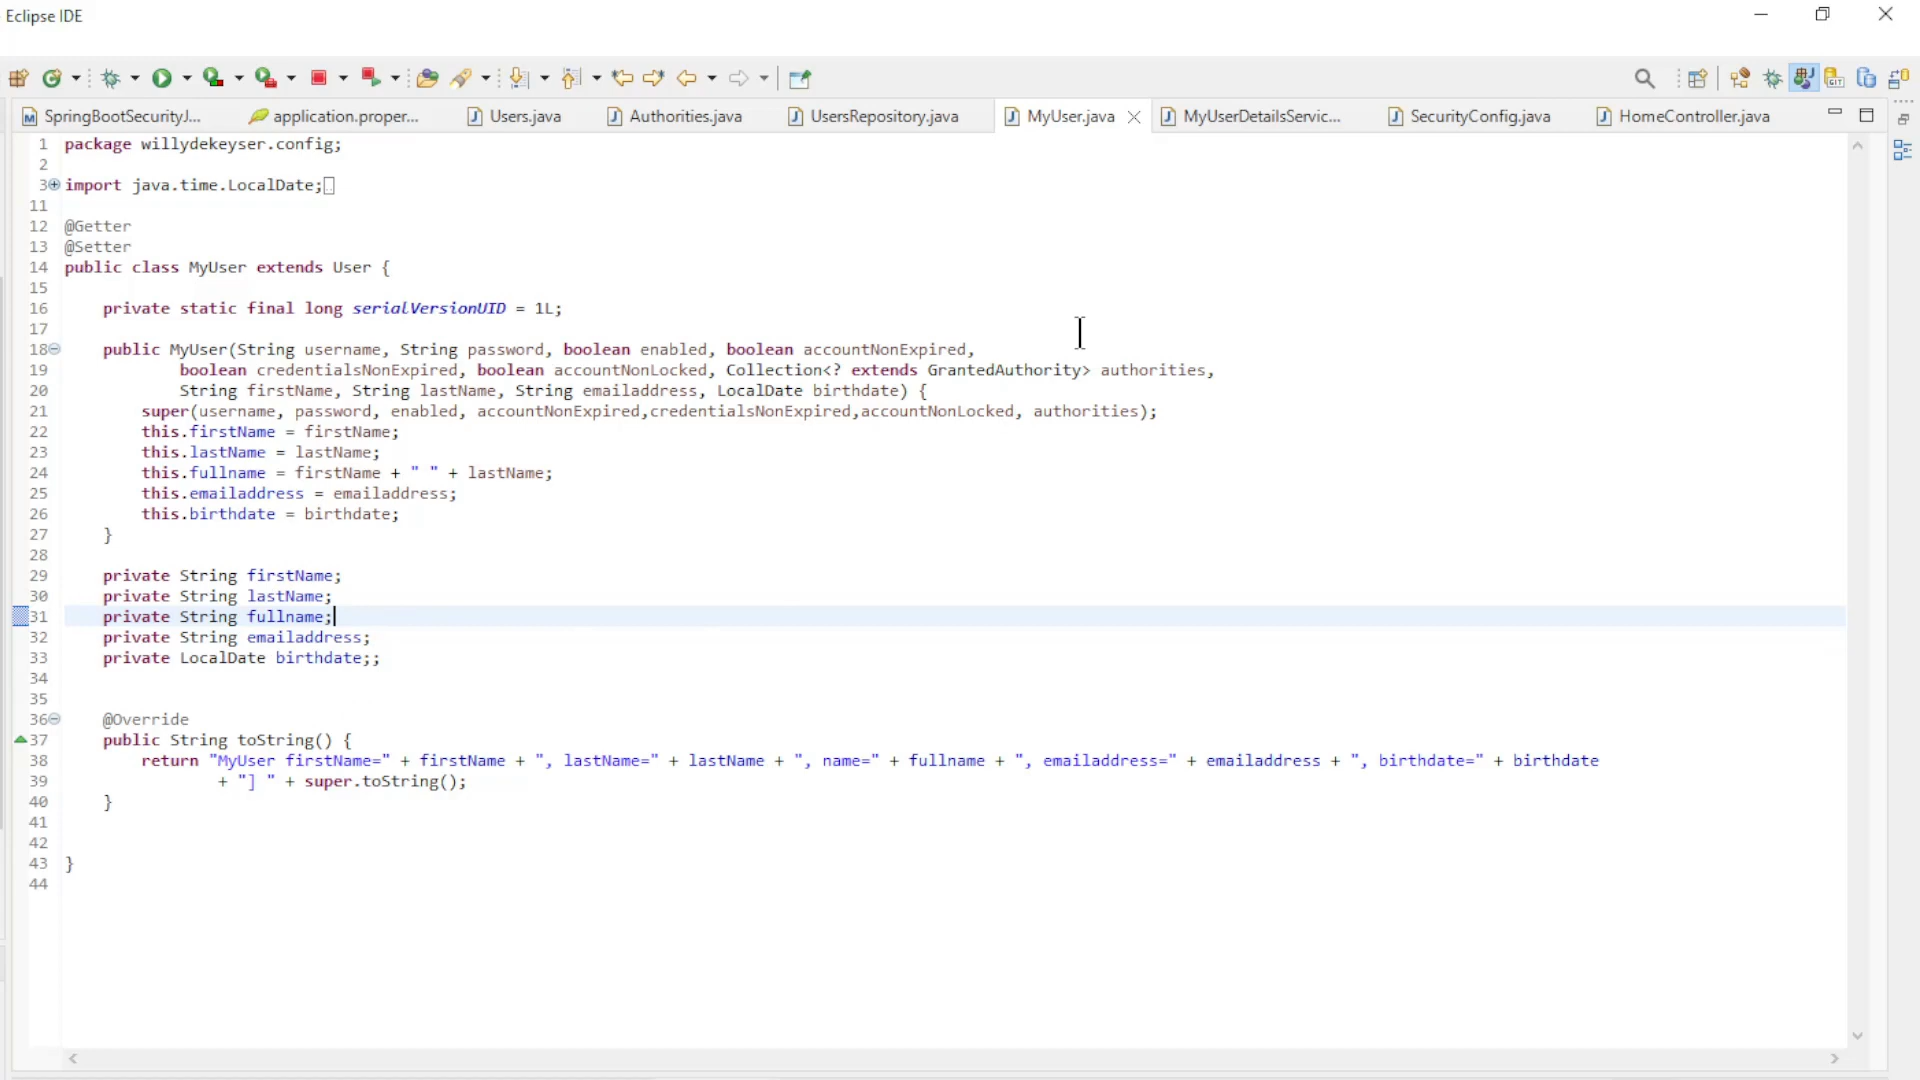 Eclipse IDE
SpringBootSecurityJ... application.proper... Users.java Authorities.java UsersRepository.java MyUser.java MyUserDetailsServic... SecurityConfig.java HomeController.java
1 package willydekeyser.config;
2
3 import java.time.LocalDate;
11
12 @Getter
13 @Setter
14 public class MyUser extends User {
15
16 private static final long serialVersionUID = 1L;
17
18 public MyUser(String username, String password, boolean enabled, boolean accountNonExpired,
19 boolean credentialsNonExpired, boolean accountNonLocked, Collection<? extends GrantedAuthority> authorities,
20 String firstName, String lastName, String emailaddress, LocalDate birthdate) {
21 super(username, password, enabled, accountNonExpired,credentialsNonExpired,accountNonLocked, authorities);
22 this.firstName = firstName;
23 this.lastName = lastName;
24 this.fullname = firstName + " " + lastName;
25 this.emailaddress = emailaddress;
26 this.birthdate = birthdate;
27 }
28
29 private String firstName;
30 private String lastName;
31 private String fullname;
32 private String emailaddress;
33 private LocalDate birthdate;;
34
35
36 @Override
37 public String toString() {
38 return "MyUser firstName=" + firstName + ", lastName=" + lastName + ", name=" + fullname + ", emailaddress=" + emailaddress + ", birthdate=" + birthdate
39 + "] " + super.toString();
40 }
41
42
43 }
44